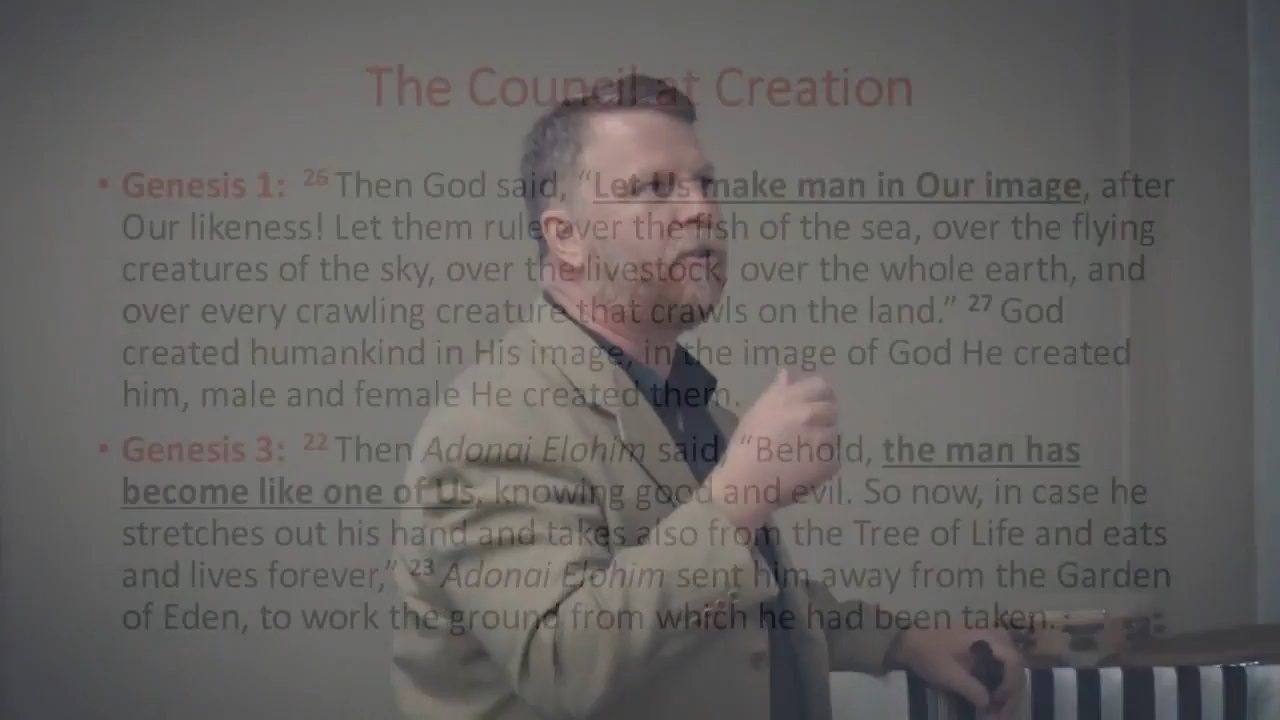 The Council at Creation
• Genesis 1: 26 Then God said, “Let Us make man in Our image, after
Our likeness! Let them rule over the fish of the sea, over the flying
creatures of the sky, over the livestock, over the whole earth, and
over every crawling creature that crawls on the land.” 27 God
created humankind in His image, in the image of God He created
him, male and female He created them.
• Genesis 3: 22 Then Adonai Elohim said, “Behold, the man has
become like one of Us, knowing good and evil. So now, in case he
stretches out his hand and takes also from the Tree of Life and eats
and lives forever,” 23 Adonai Elohim sent him away from the Garden
of Eden, to work the ground from which he had been taken.